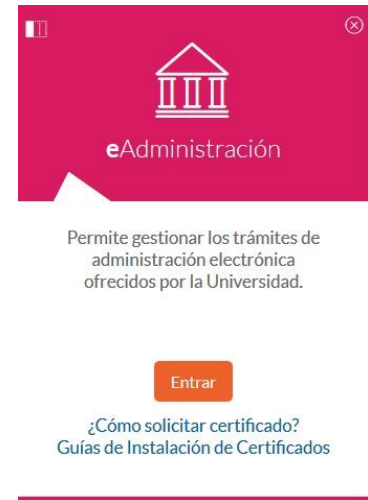 eAdministración
Permite gestionar los trámites de
administración electrónica
ofrecidos por la Universidad.
Entrar
¿Cómo solicitar certificado?
Guías de Instalación de Certificados